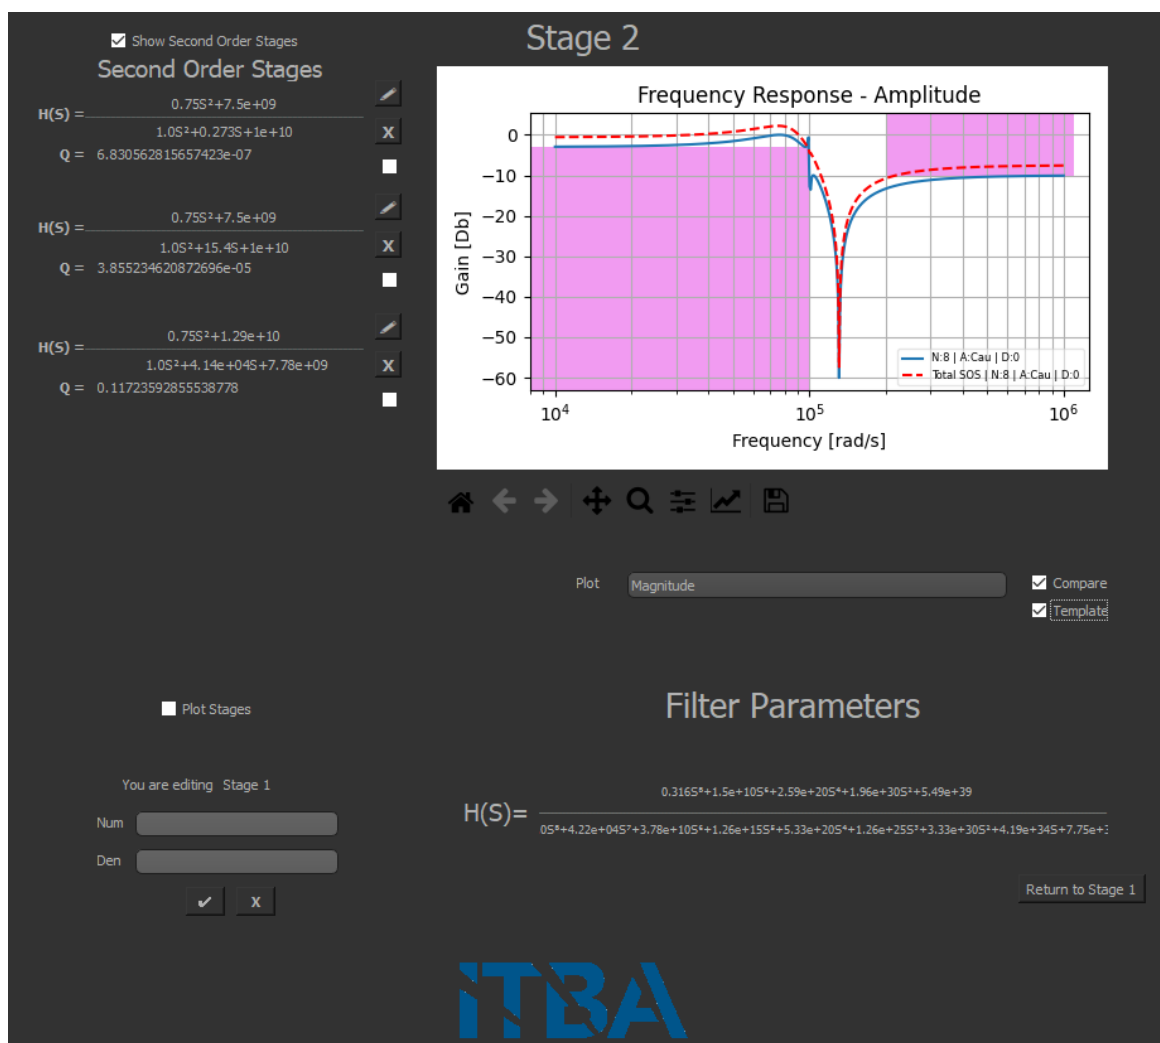 Show Second Order Stages
Second Order Stages
H(S) =
0.75S²+7.5e+09
1.0S²+0.273S+1e+10
Q = 6.830562815657423e-07
X
H(S) =
0.75S²+7.5e+09
1.0S²+15.4S+1e+10
Q = 3.855234620872696e-05
X
H(S) =
0.75S²+1.29e+10
1.0S²+4.14e+04S+7.78e+09
Q = 0.11723592855538778
X
Stage 2
Frequency Response - Amplitude
Gain [Db]
0
−10
−20
−30
−40
−50
−60
N:8 | A:Cau | D:0
Total SOS | N:8 | A:Cau | D:0
10⁴ 10⁵ 10⁶
Frequency [rad/s]
Plot Magnitude
Compare
Template
Plot Stages
You are editing Stage 1
Num
Den
X
Filter Parameters
H(S)=
0.316S⁸+1.5e+10S⁶+2.59e+20S⁴+1.96e+30S²+5.49e+39
0S⁸+4.22e+04S⁷+3.78e+10S⁶+1.26e+15S⁵+5.33e+20S⁴+1.26e+25S³+3.33e+30S²+4.19e+34S+7.75e+
Return to Stage 1
ITBA